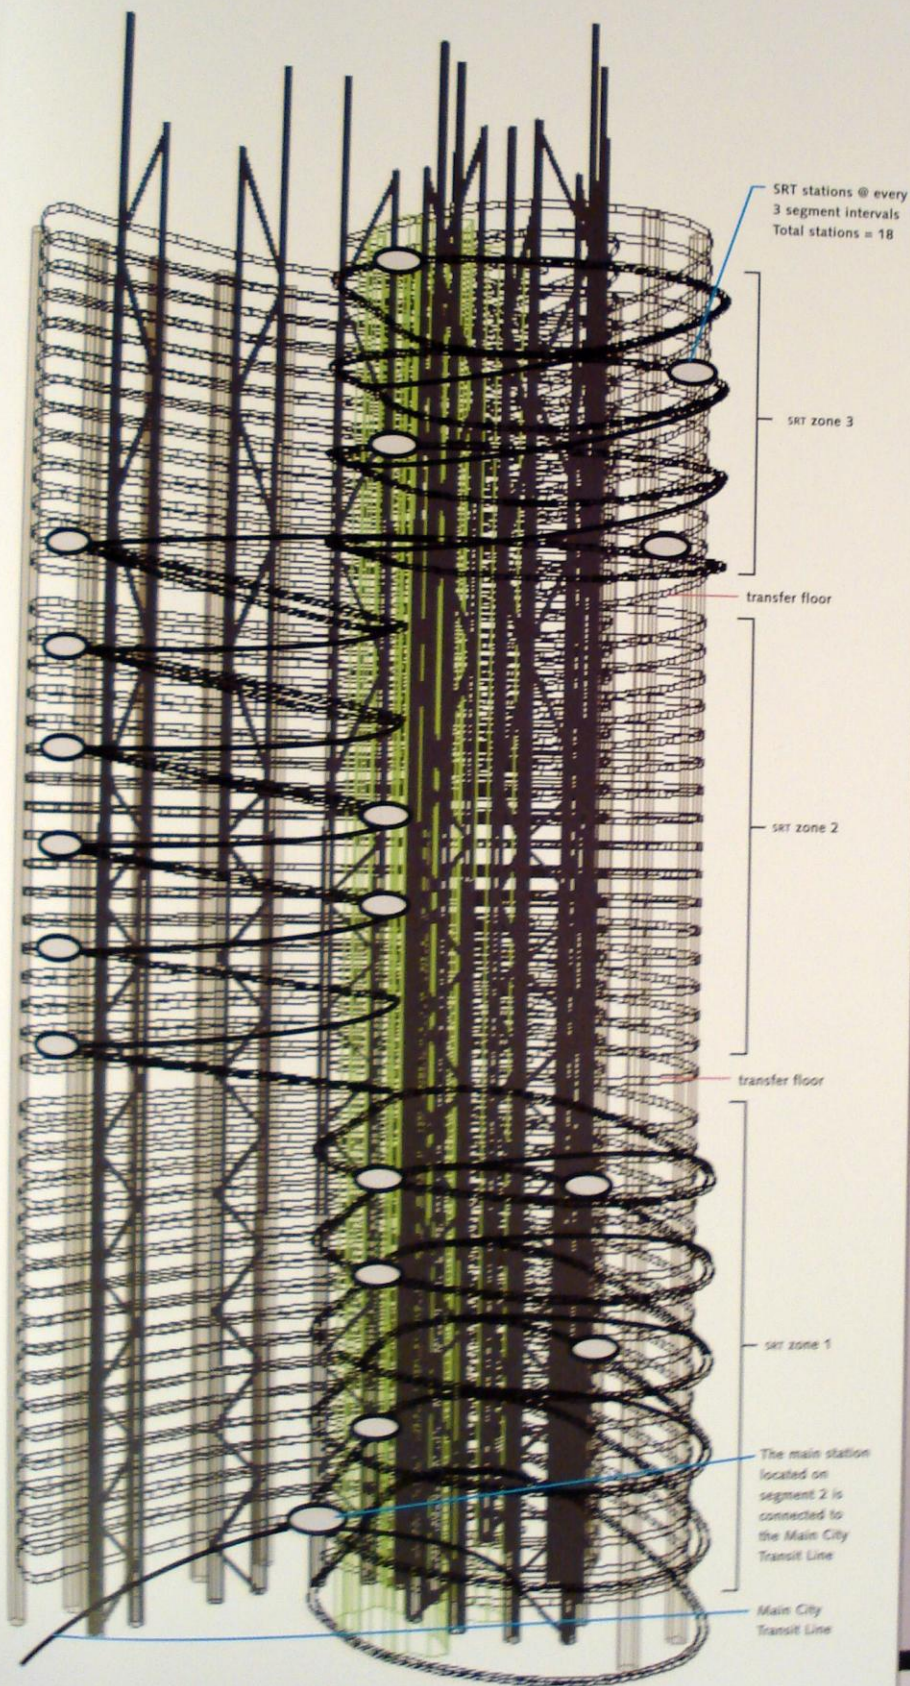 SRT stations @ every
3 segment intervals
Total stations = 18
SRT zone 3
transfer floor
SRT zone 2
transfer floor
SRT zone 1
The main station
located on
segment 2 is
connected to
the Main City
Transit Line
Main City
Transit Line